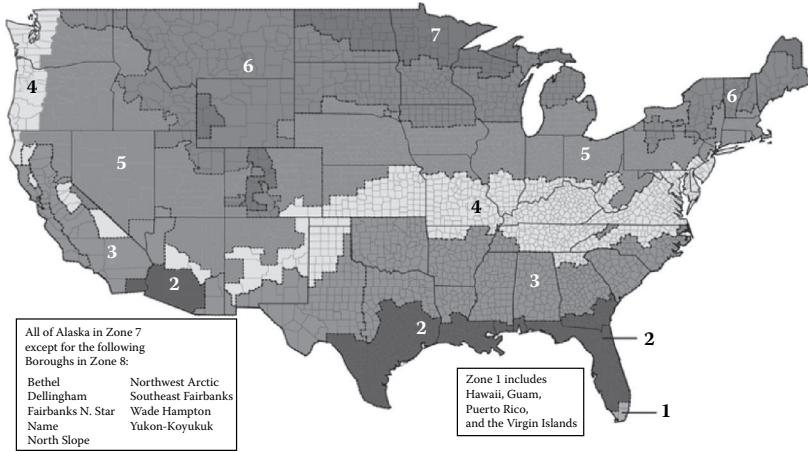 7
6
4
6
5
5
4
3
3
2
2
2
1
All of Alaska in Zone 7
except for the following
Boroughs in Zone 8:
Bethel Northwest Arctic
Dellingham Southeast Fairbanks
Fairbanks N. Star Wade Hampton
Name Yukon-Koyukuk
North Slope
Zone 1 includes
Hawaii, Guam,
Puerto Rico,
and the Virgin Islands